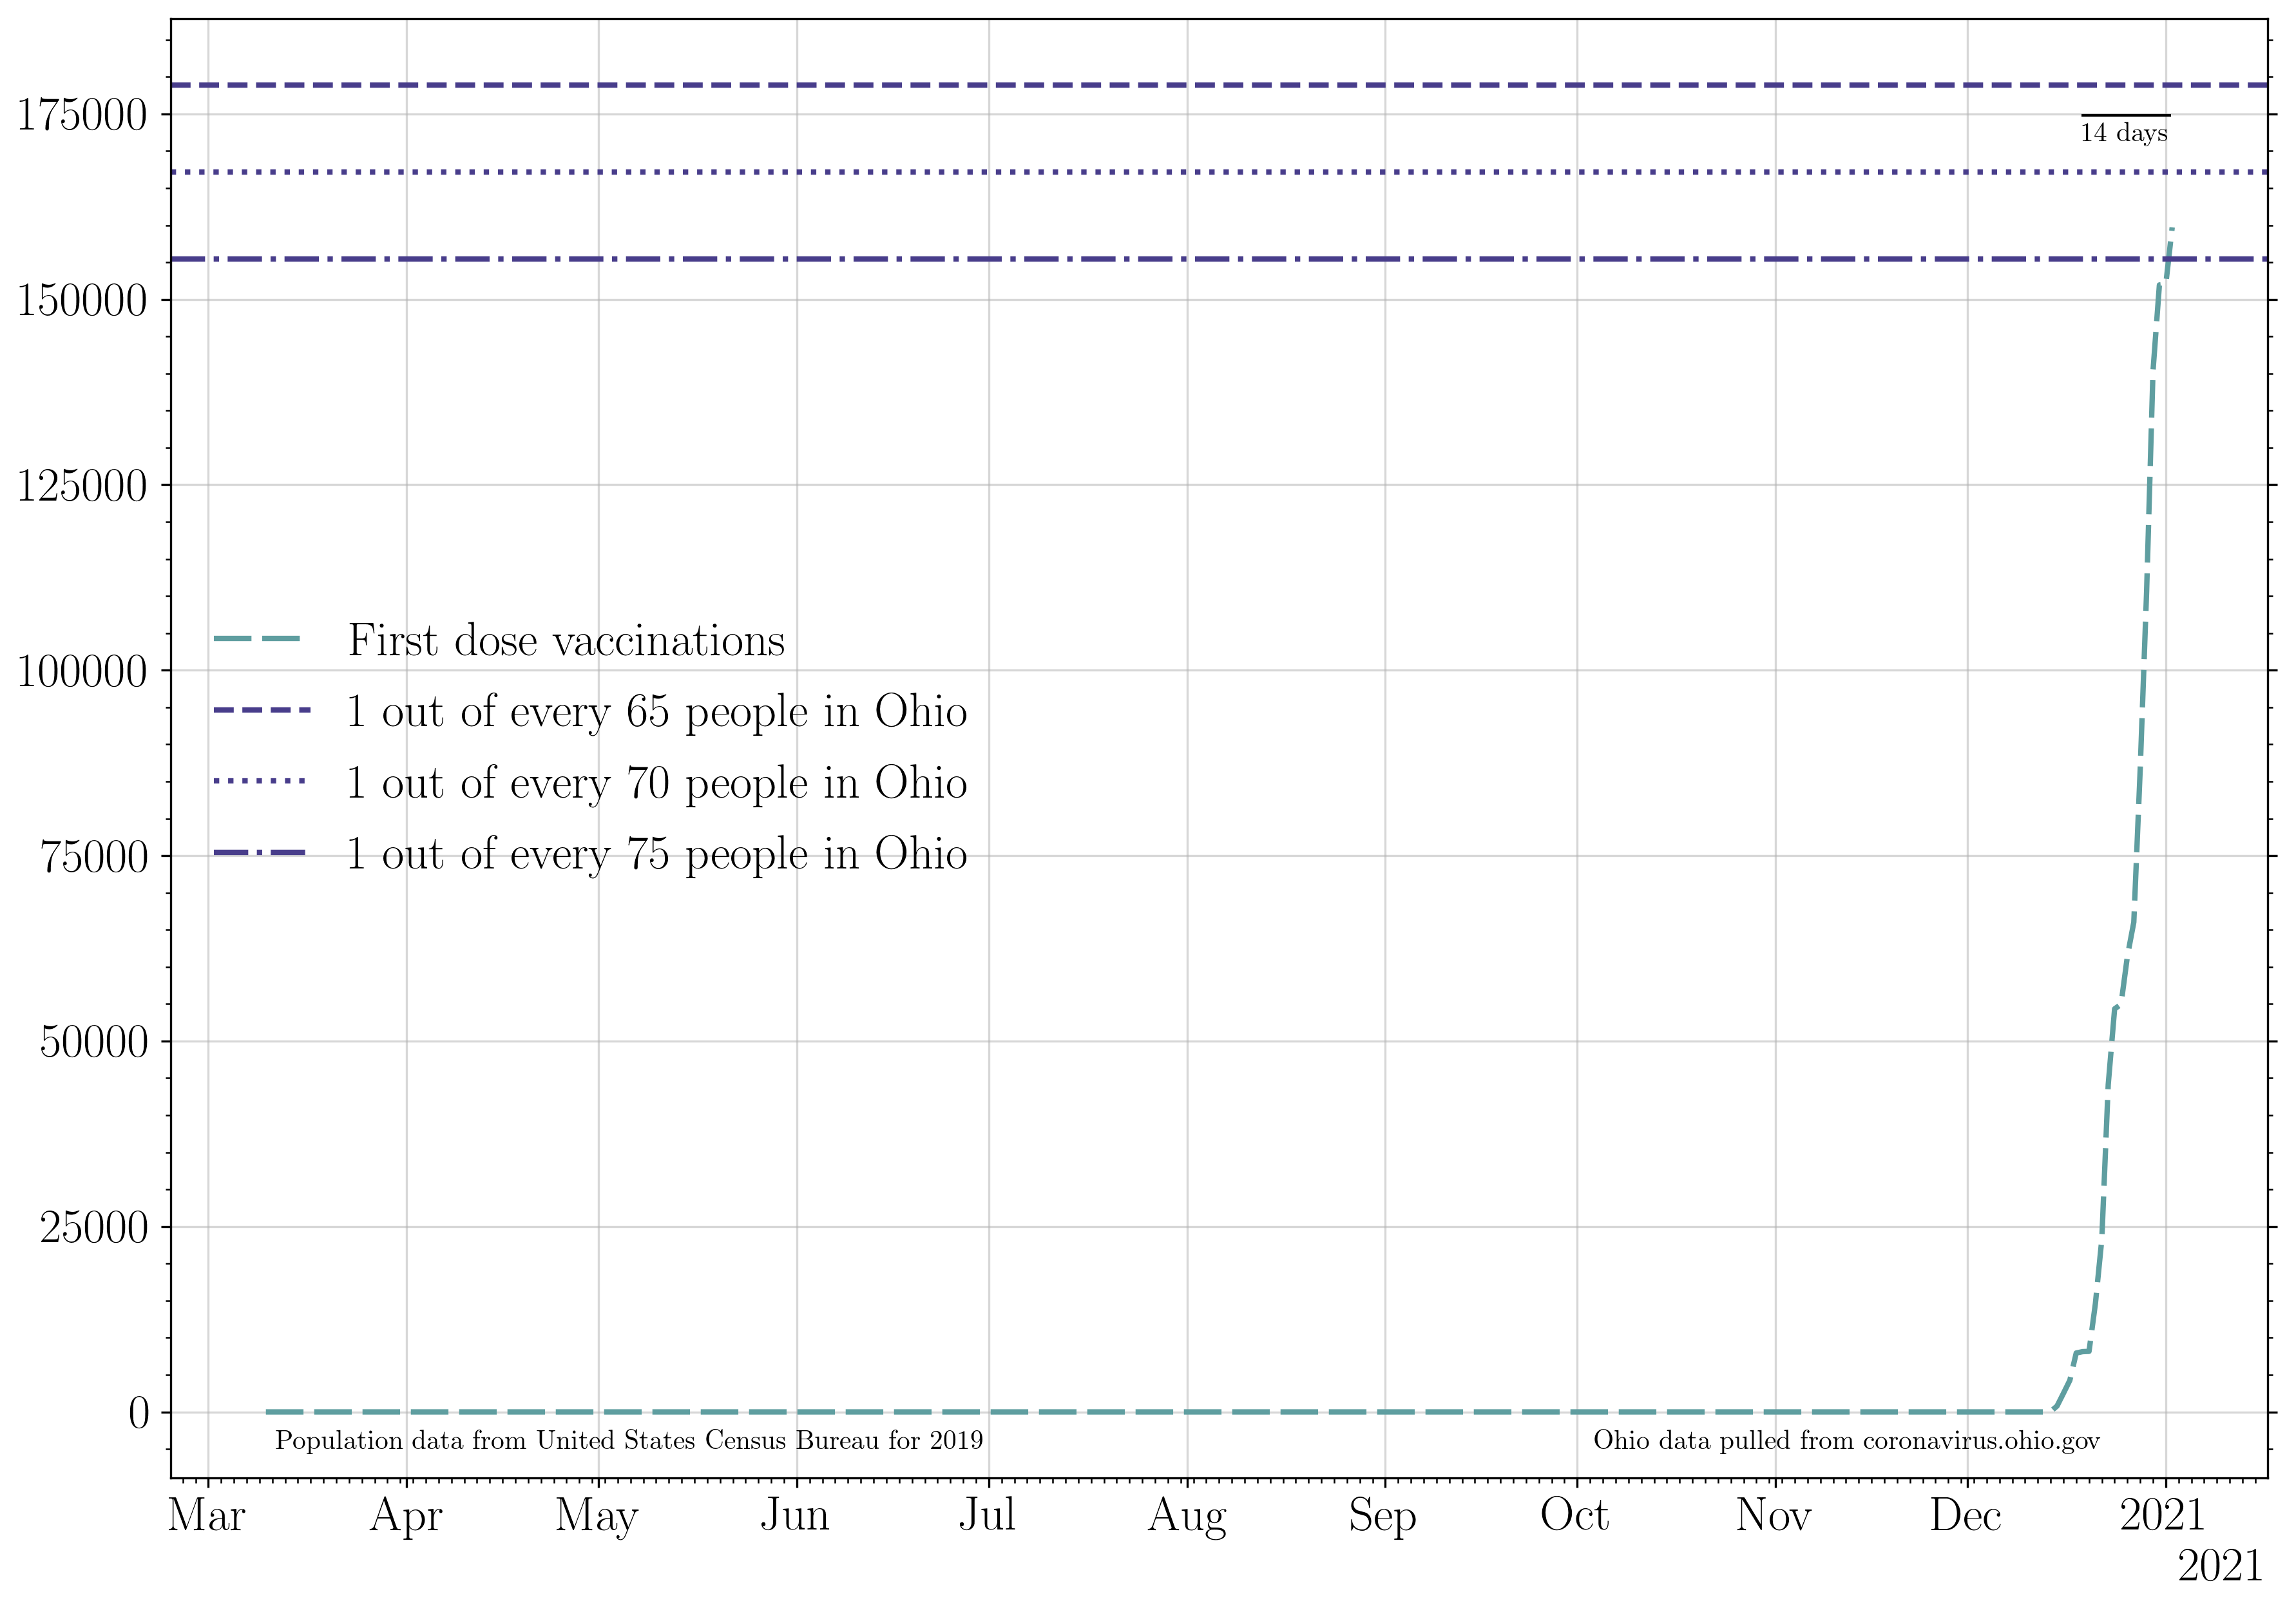 175000
14 days
150000
125000
First dose vaccinations
100000
1 out of every 65 people in Ohio
1 out of every 70 people in Ohio
75000
1 out of every 75 people in Ohio
50000
25000
0
Population data from United States Census Bureau for 2019
Ohio data pulled from coronavirus.ohio.gov
Mar Apr May Jun Jul Aug Sep Oct Nov Dec 2021
2021